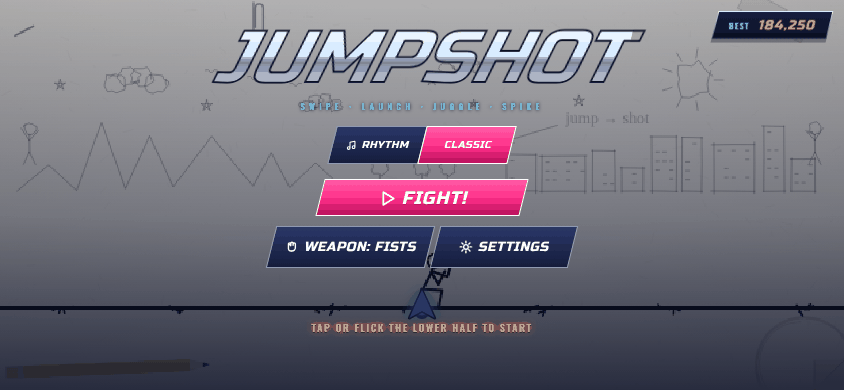 JUMPSHOT
BEST 184,250
SWIPE · LAUNCH · JUGGLE · SPIKE
jump → shot
RHYTHM CLASSIC
FIGHT!
WEAPON: FISTS SETTINGS
TAP OR FLICK THE LOWER HALF TO START